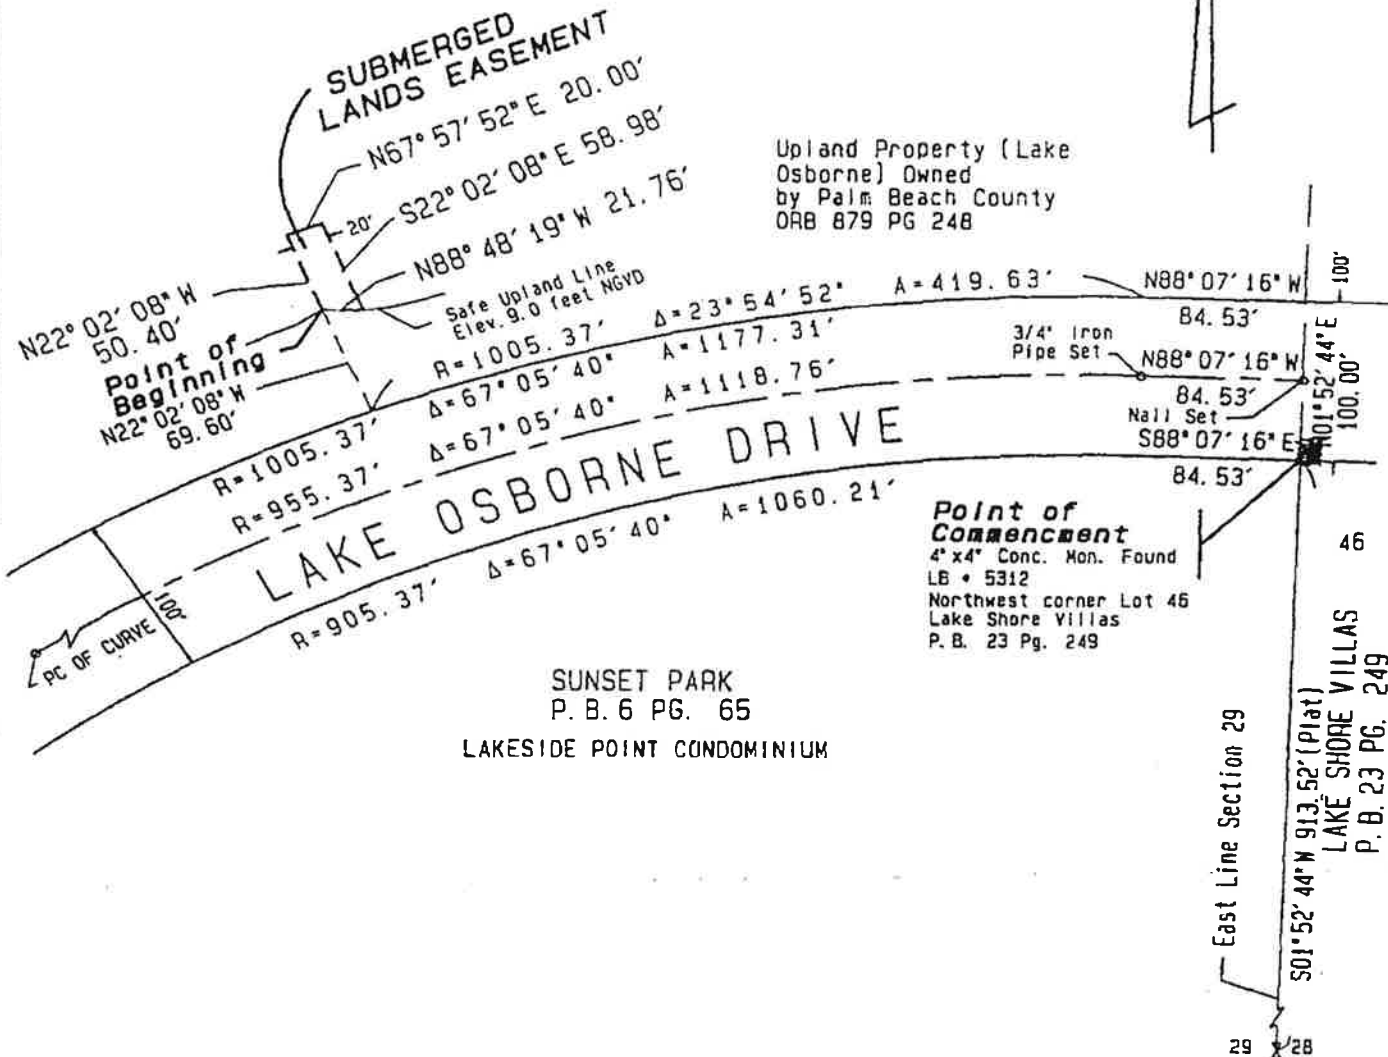 SUBMERGED
LANDS EASEMENT
N67° 57' 52" E 20.00'
S22° 02' 08" E 58.98'
N88° 48' 19" W 21.76'
20'
Safe Upland Line
Elev. 9.0 feet NGVD
N22° 02' 08" W
50.40'
Point of
Beginning
N22° 02' 08" W
69.60'
Upland Property (Lake
Osborne) Owned
by Palm Beach County
ORB 879 PG 248
R=1005.37' Δ=23° 54' 52" A=419.63'
N88° 07' 16" W
84.53'
100'
R=1005.37' Δ=67° 05' 40" A=1177.31'
3/4" Iron
Pipe Set
N88° 07' 16" W
84.53'
Nail Set
R=955.37' Δ=67° 05' 40" A=1118.76'
N01° 52' 44" E
100.00'
S88° 07' 16" E
84.53'
LAKE OSBORNE DRIVE
R=905.37' Δ=67° 05' 40" A=1060.21'
100'
PC OF CURVE
Point of
Commencment
4" x4" Conc. Mon. Found
LB # 5312
Northwest corner Lot 46
Lake Shore Villas
P. B. 23 Pg. 249
46
SUNSET PARK
P. B. 6 PG. 65
LAKESIDE POINT CONDOMINIUM
East Line Section 29
S01° 52' 44" W 913.52' (Plat)
LAKE SHORE VILLAS
P. B. 23 PG. 249
29 28